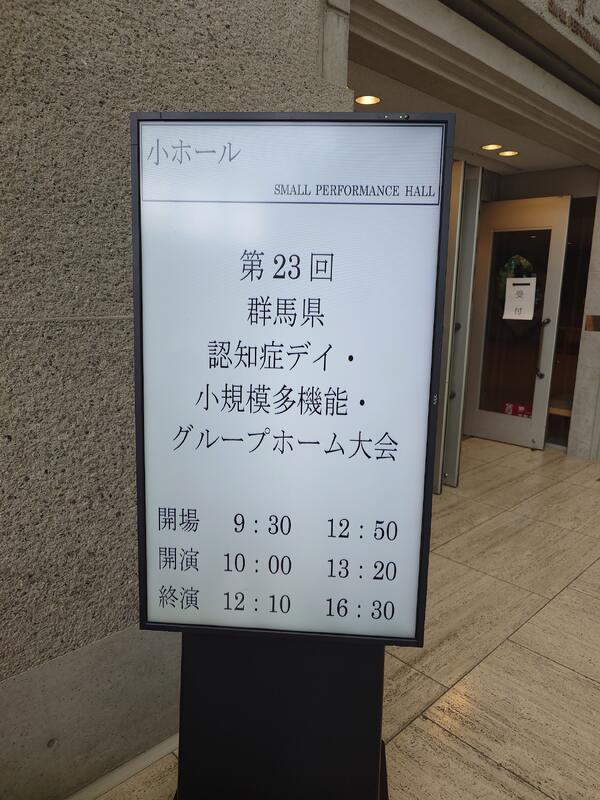 小ホール
SMALL PERFORMANCE HALL
第23回
群馬県
認知症デイ・
小規模多機能・
グループホーム大会
開場 9:30 12:50
開演 10:00 13:20
終演 12:10 16:30
受付